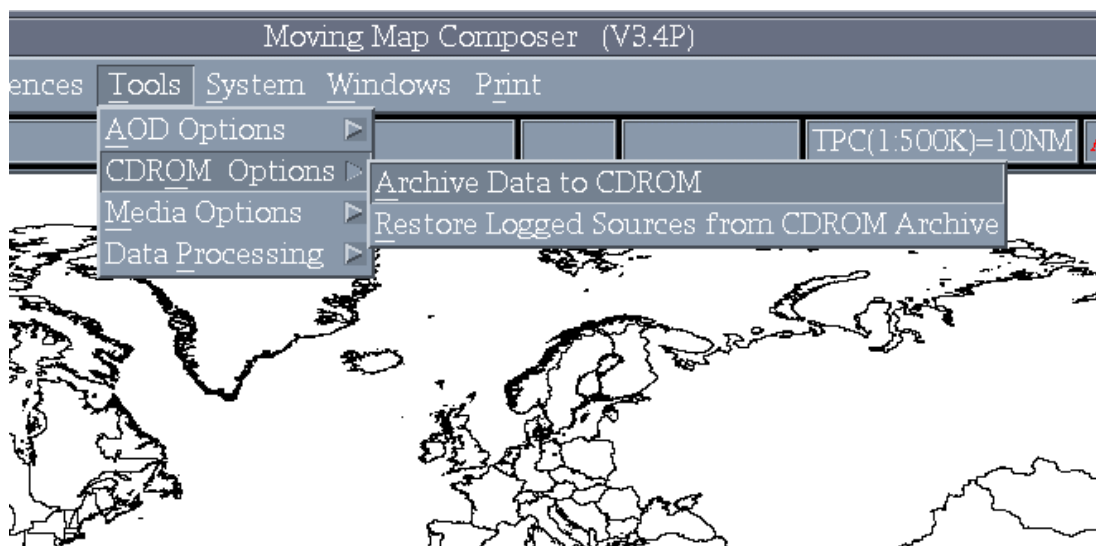 Moving Map Composer (V3.4P)
ences Tools System Windows Print
AOD Options
TPC(1:500K)=10NM
CDROM Options
Archive Data to CDROM
Media Options
Restore Logged Sources from CDROM Archive
Data Processing